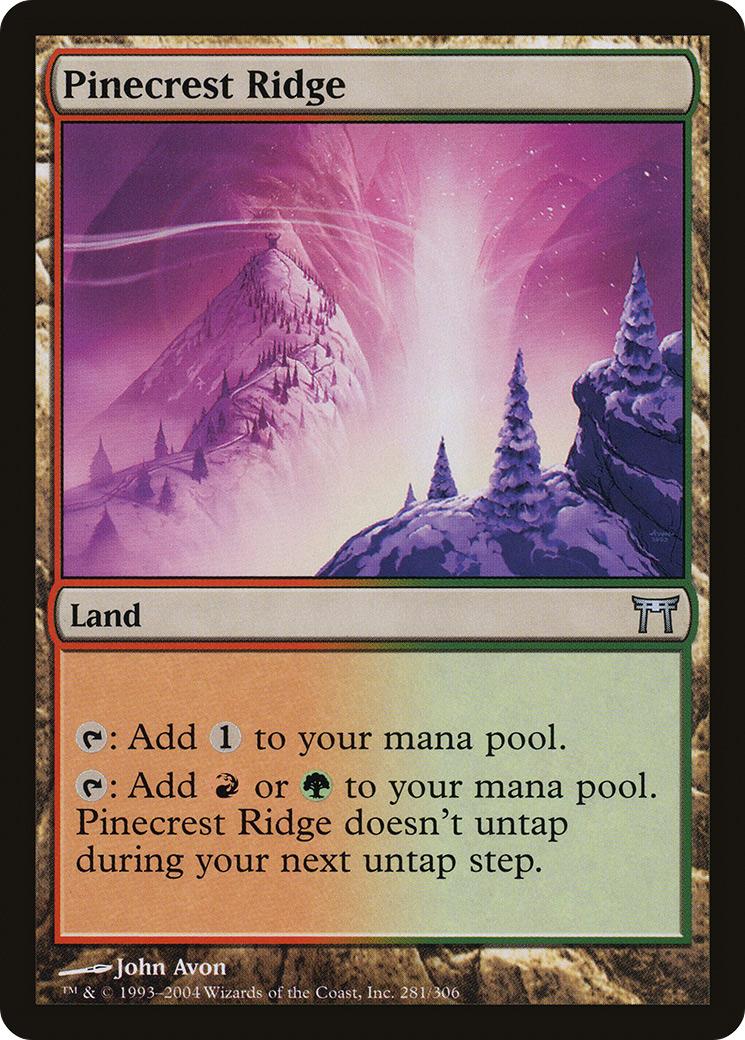 Pinecrest Ridge
Land
: Add 1 to your mana pool.
: Add or to your mana pool.
Pinecrest Ridge doesn't untap
during your next untap step.
John Avon
™ & © 1993–2004 Wizards of the Coast, Inc. 281/306